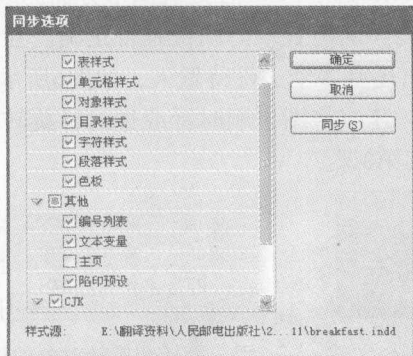 同步选项
表样式
单元格样式
对象样式
目录样式
字符样式
段落样式
色板
其他
编号列表
文本变量
主页
陷印预设
CJK
确定
取消
同步(S)
样式源: E:\翻译资料\人民邮电出版社\2...11\breakfast.indd